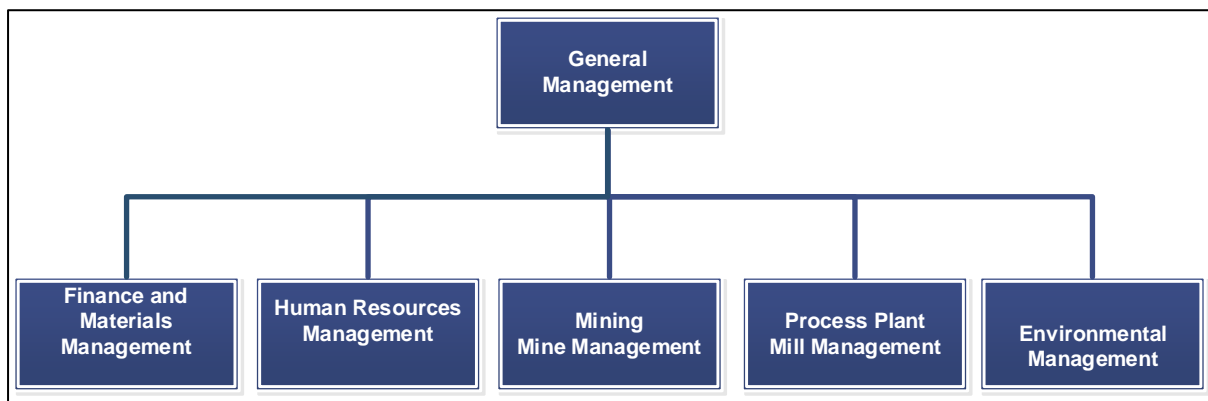 General
Management
Finance and
Materials
Management
Human Resources
Management
Mining
Mine Management
Process Plant
Mill Management
Environmental
Management